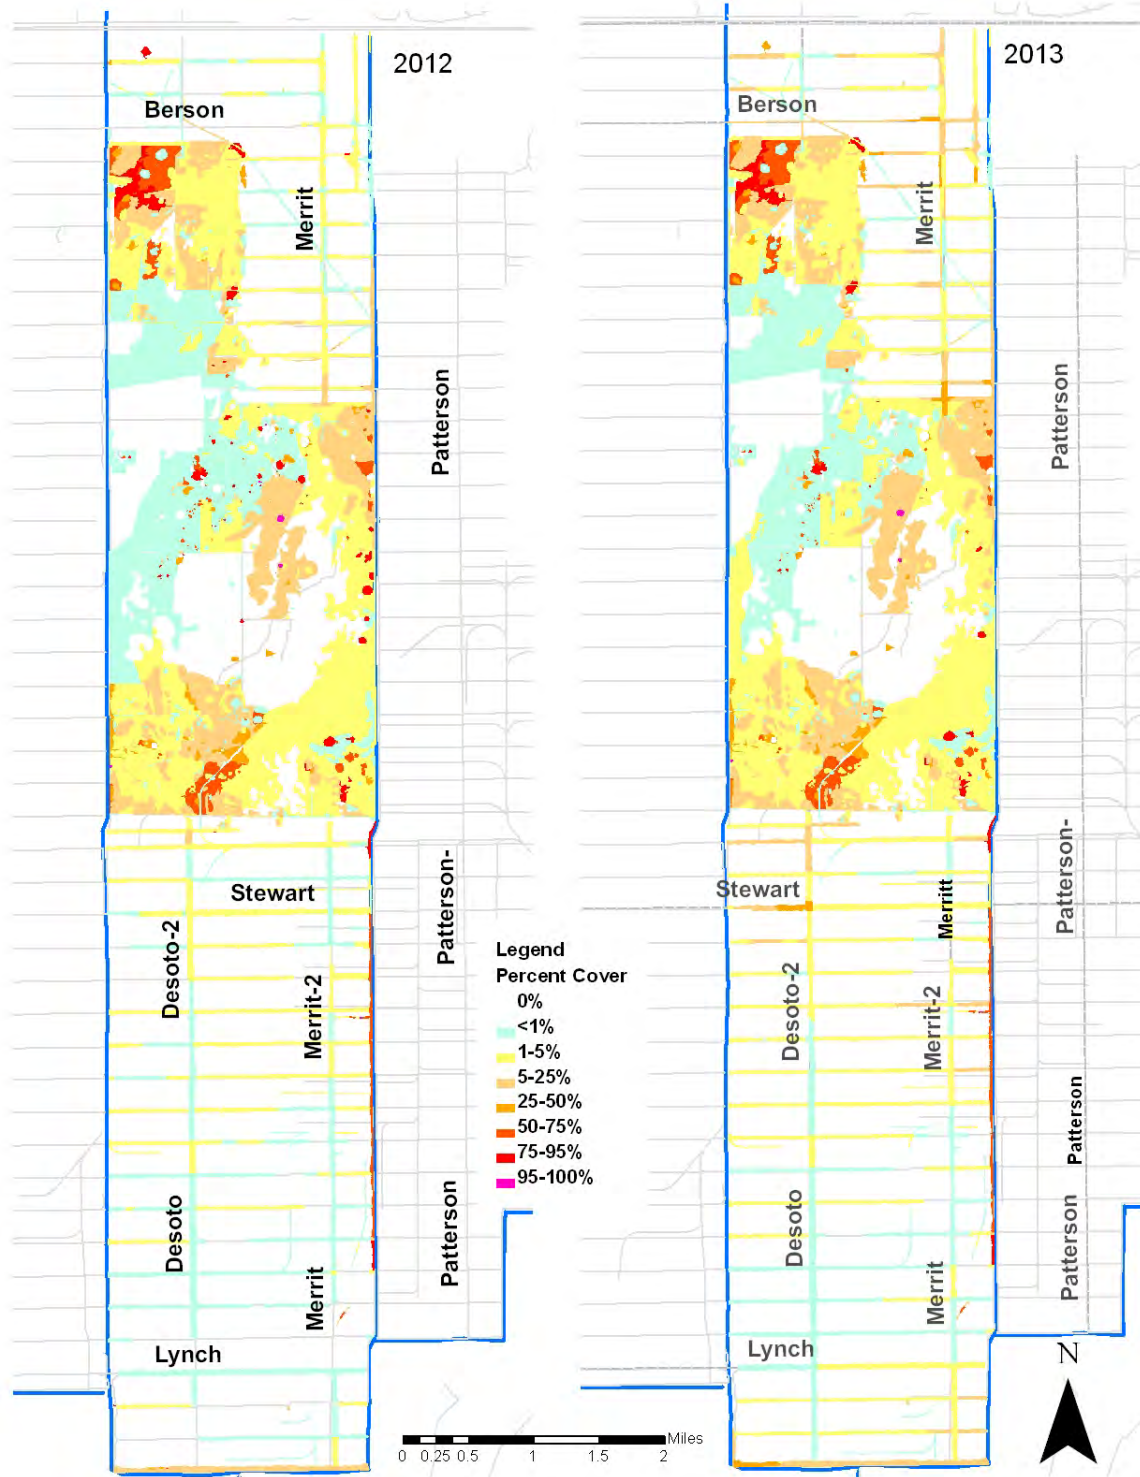 2012
2013
Berson
Berson
Merrit
Merrit
Patterson
Patterson
Stewart
Stewart
Patterson-
Patterson-
Merritt
Desoto-2
Desoto-2
Merrit-2
Merrit-2
Legend
Percent Cover
0%
<1%
1-5%
5-25%
25-50%
50-75%
75-95%
95-100%
Patterson
Desoto
Desoto
Patterson
Patterson
Merrit
Merrit
Lynch
Lynch
N
Miles
0 0.25 0.5 1 1.5 2